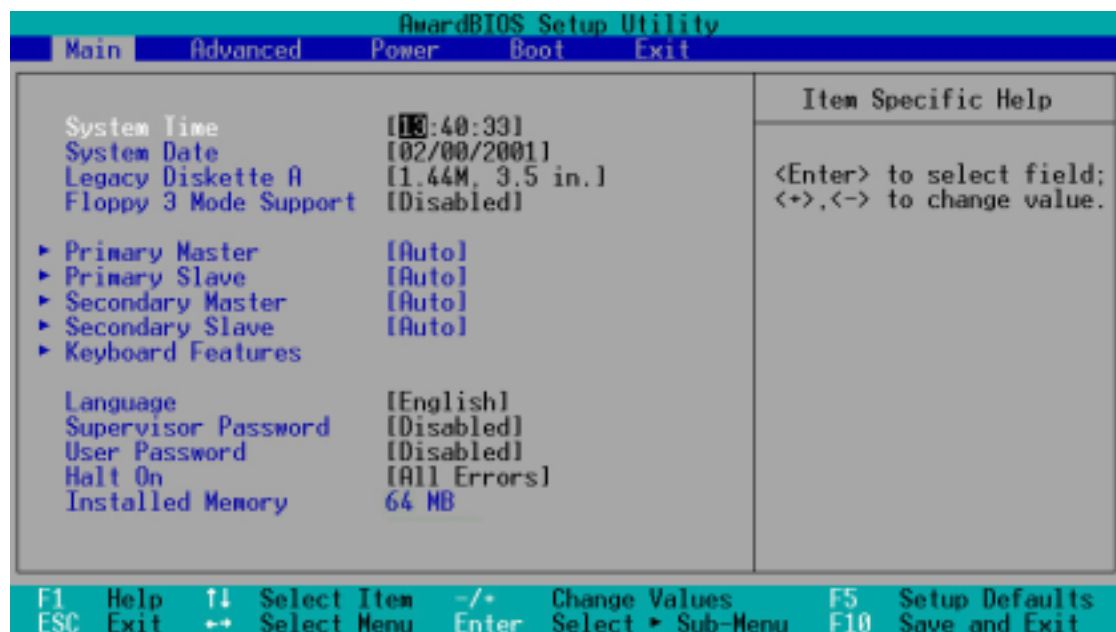 AwardBIOS Setup Utility
Main Advanced Power Boot Exit
System Time [13:40:33]
System Date [02/00/2001]
Legacy Diskette A [1.44M, 3.5 in.]
Floppy 3 Mode Support [Disabled]
▸ Primary Master [Auto]
▸ Primary Slave [Auto]
▸ Secondary Master [Auto]
▸ Secondary Slave [Auto]
▸ Keyboard Features
Language [English]
Supervisor Password [Disabled]
User Password [Disabled]
Halt On [All Errors]
Installed Memory 64 MB
Item Specific Help
<Enter> to select field;
<+>,<-> to change value.
F1 Help ↑↓ Select Item -/+ Change Values F5 Setup Defaults
ESC Exit ←→ Select Menu Enter Select ▸ Sub-Menu F10 Save and Exit